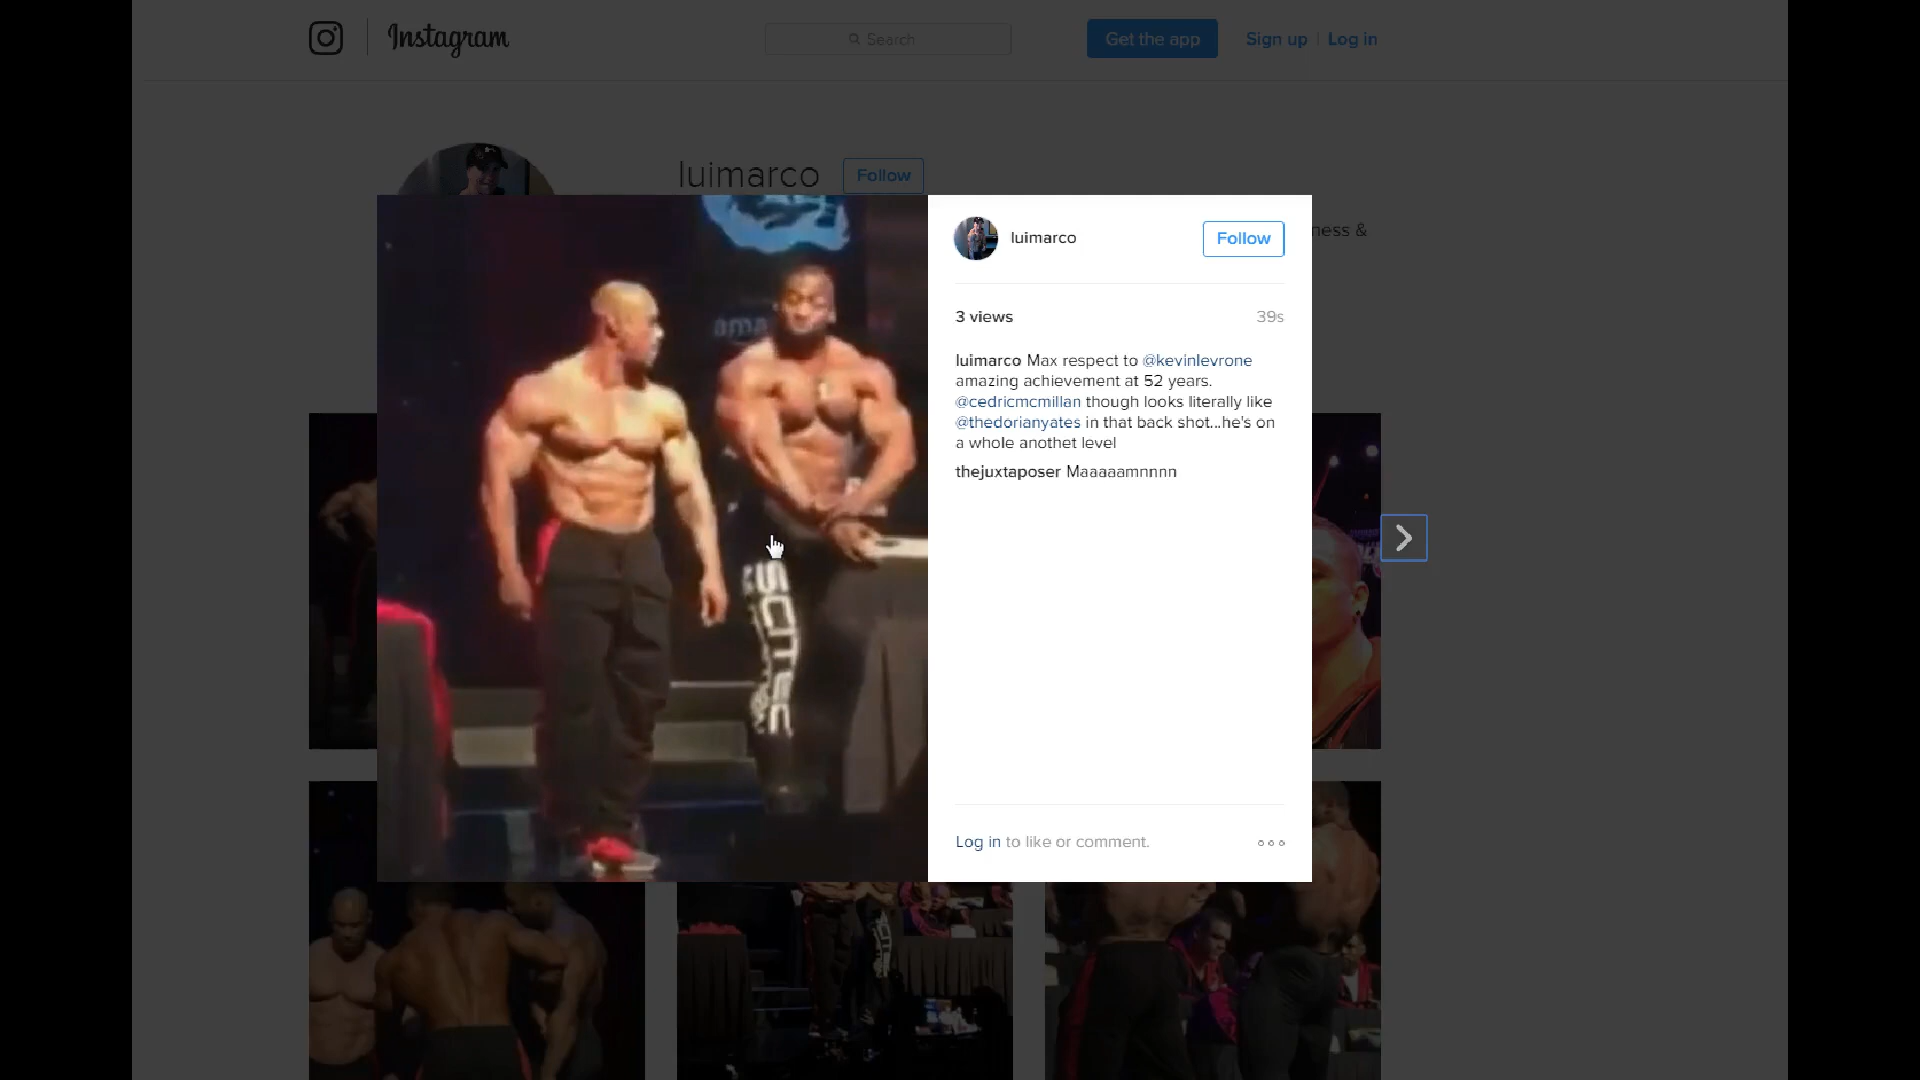 Instagram
Search
Get the app
Sign up | Log in
luimarco
Follow
ness &
luimarco
Follow
3 views
39s
luimarco Max respect to @kevinlevrone
amazing achievement at 52 years.
@cedricmcmillan though looks literally like
@thedorianyates in that back shot...he's on
a whole anothet level
thejuxtaposer Maaaaamnnnn
ama
SCITEC
Log in to like or comment.